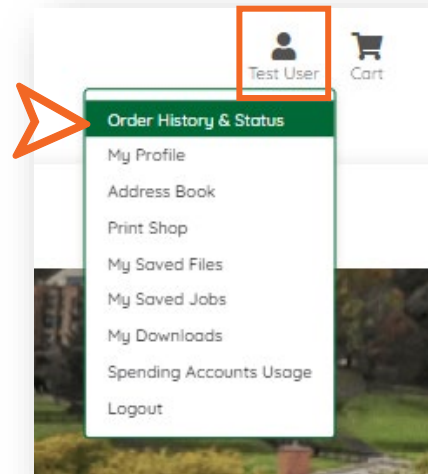 Test User Cart
Order History & Status
My Profile
Address Book
Print Shop
My Saved Files
My Saved Jobs
My Downloads
Spending Accounts Usage
Logout